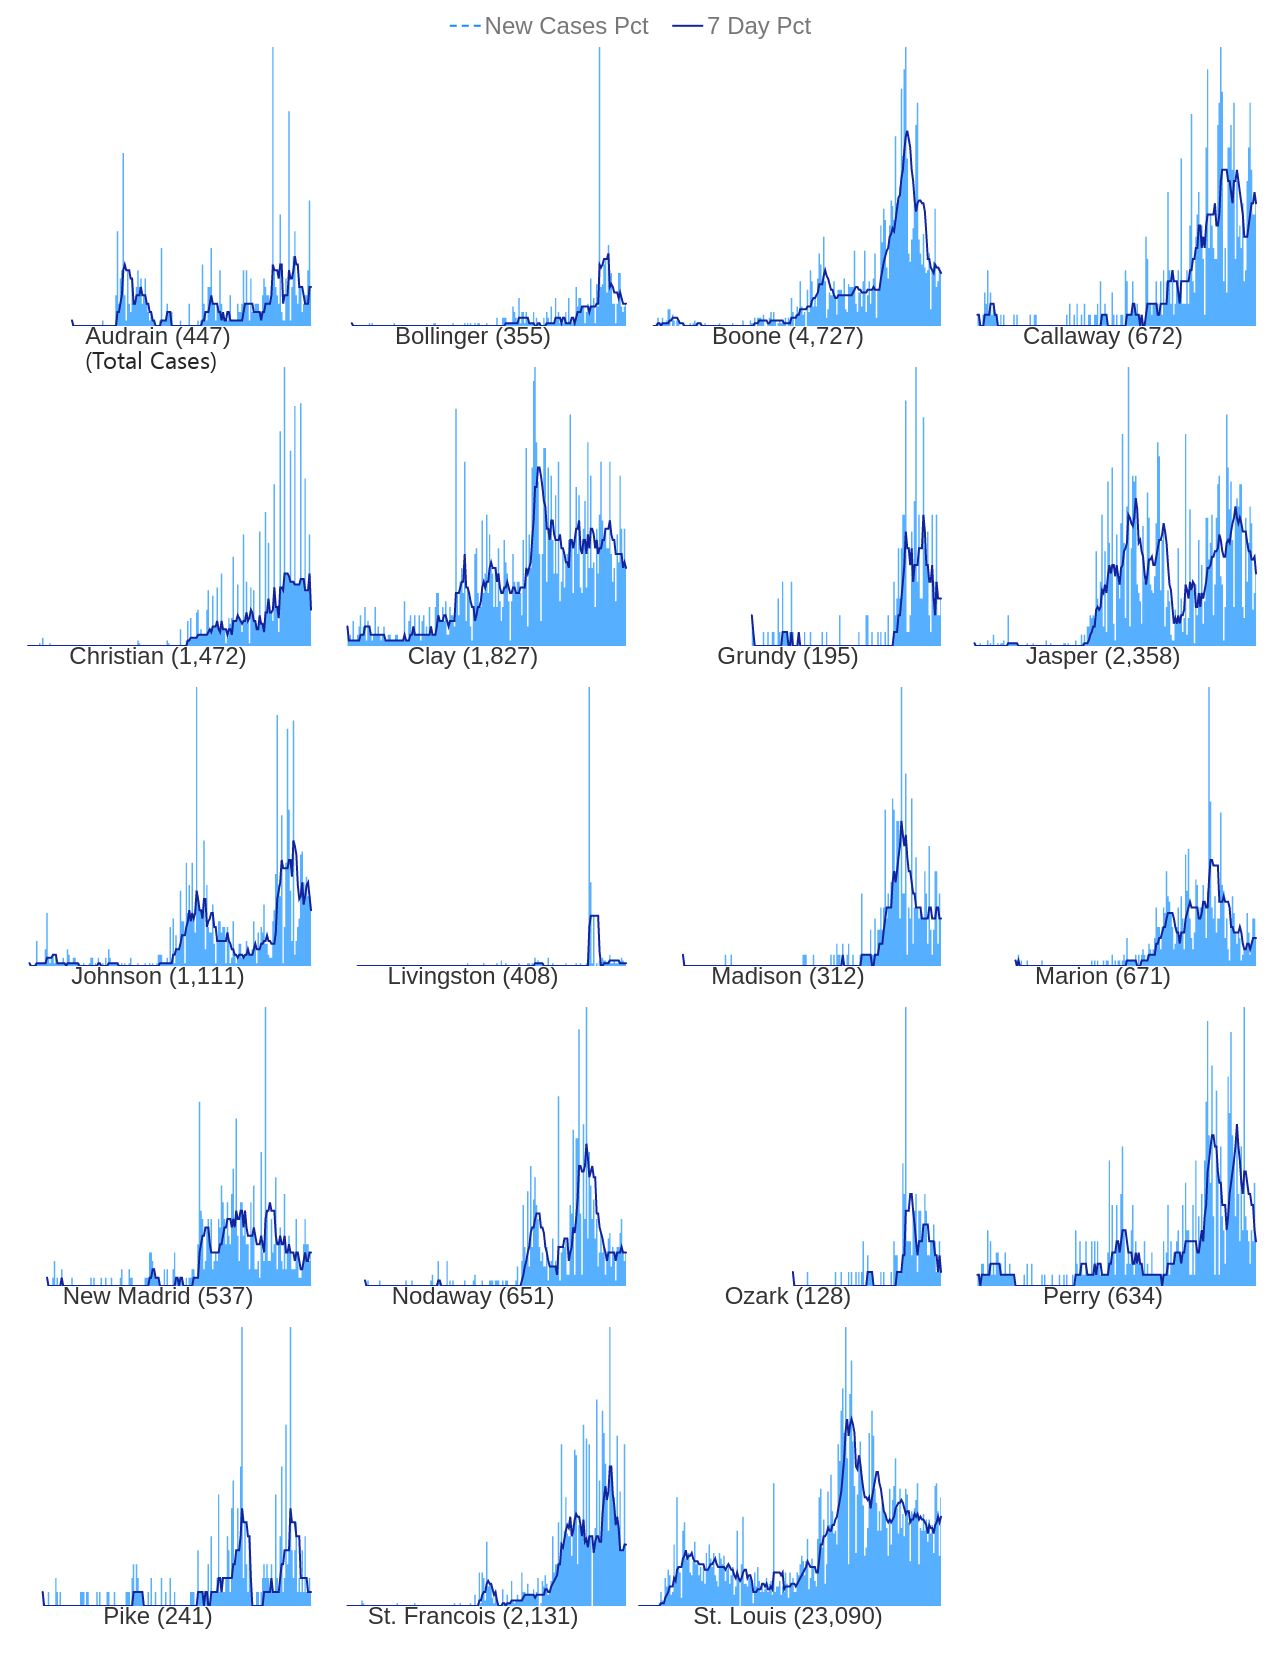 New Cases Pct 7 Day Pct
Audrain (447) Bollinger (355) Boone (4,727) Callaway (672)
(Total Cases)
Christian (1,472) Clay (1,827) Grundy (195) Jasper (2,358)
Johnson (1,111) Livingston (408) Madison (312) Marion (671)
New Madrid (537) Nodaway (651) Ozark (128) Perry (634)
Pike (241) St. Francois (2,131) St. Louis (23,090)